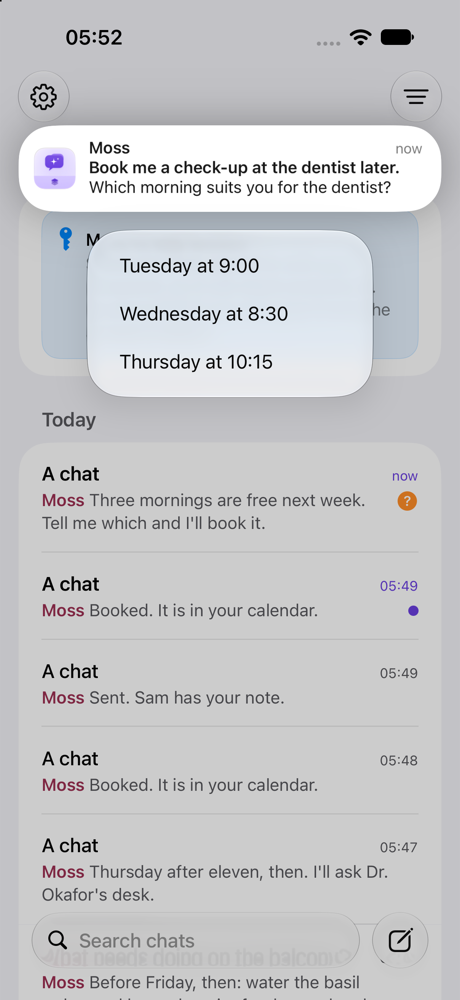 05:52
Moss
now
Book me a check-up at the dentist later.
Which morning suits you for the dentist?
Tuesday at 9:00
Wednesday at 8:30
Thursday at 10:15
Today
A chat
now
Moss Three mornings are free next week.
?
Tell me which and I'll book it.
A chat
05:49
Moss Booked. It is in your calendar.
A chat
05:49
Moss Sent. Sam has your note.
A chat
05:48
Moss Booked. It is in your calendar.
A chat
05:47
Moss Thursday after eleven, then. I'll ask Dr.
Okafor's desk.
Search chats
Moss Before Friday, then: water the basil